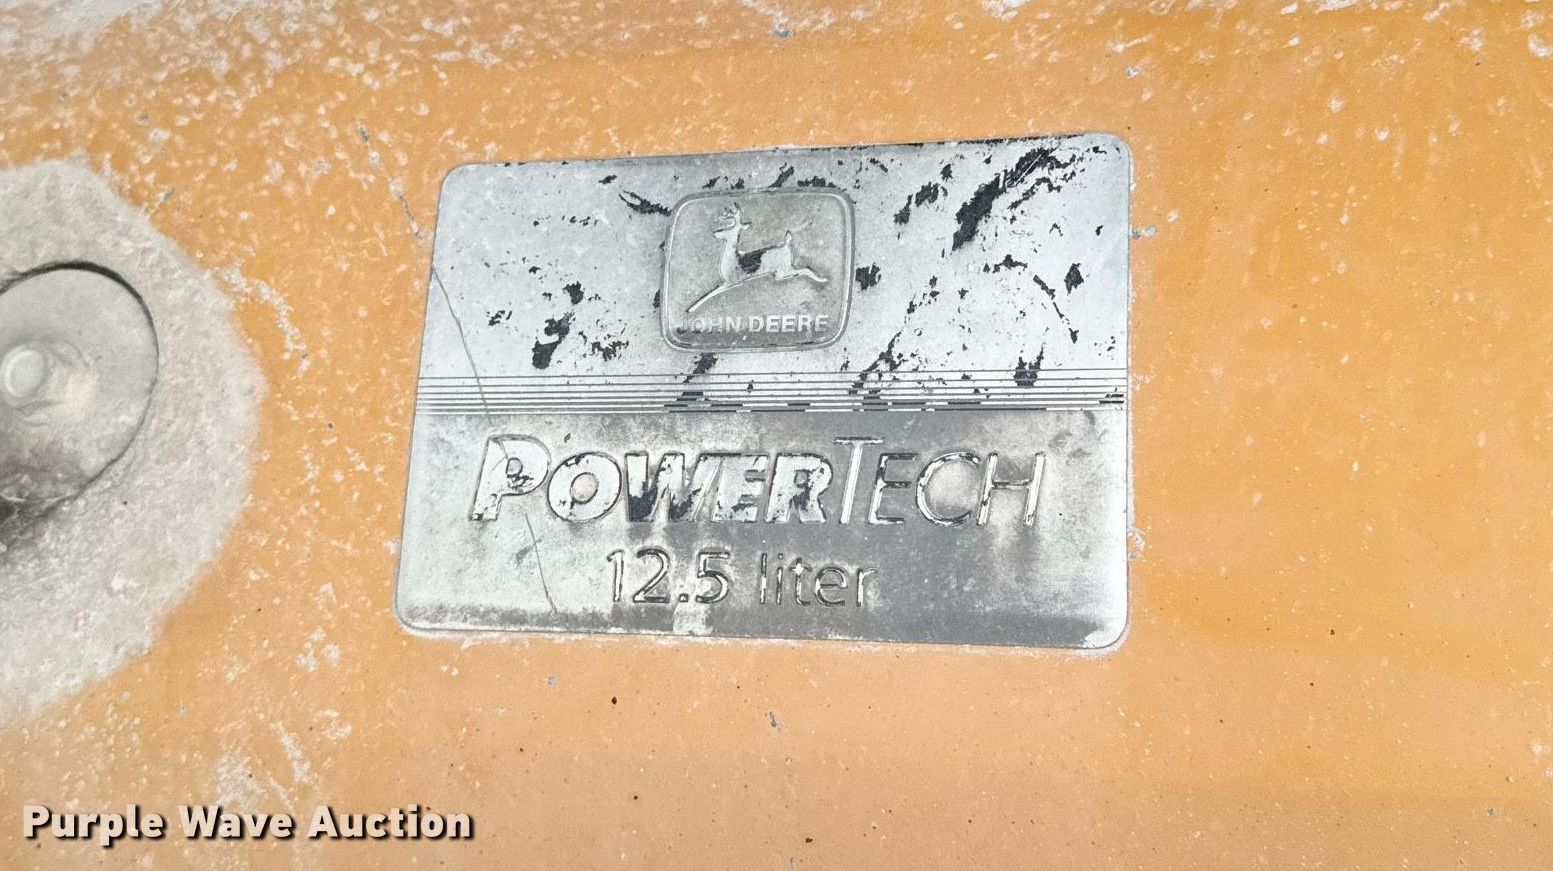 JOHN DEERE
POWERTECH
12.5 liter
Purple Wave Auction